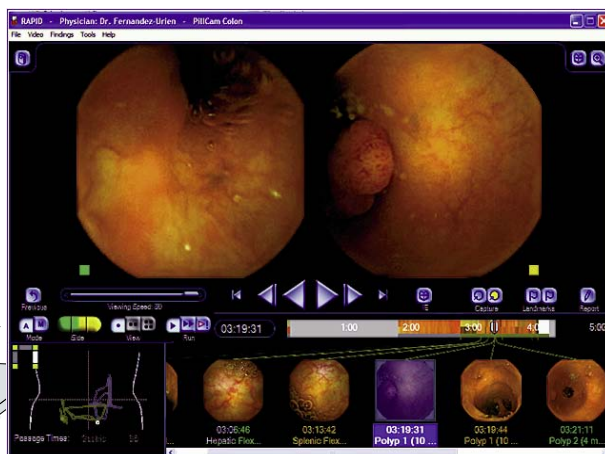 RAPID - Physician: Dr. Fernandez-Urien - PillCam Colon
File Video Findings Tools Help
Previous
Viewing Speed: 30
Capture
Landmarks
Report
A M
Mode
Side
View
Run
03:19:31
1:00 2:00 3:00 4:0 5:00
Passage Times:
03:06:46
Hepatic Flex...
03:13:42
Splenic Flex...
03:19:31
Polyp 1 (10 ...
03:19:44
Polyp 1 (10 ...
03:21:11
Polyp 2 (4 m...